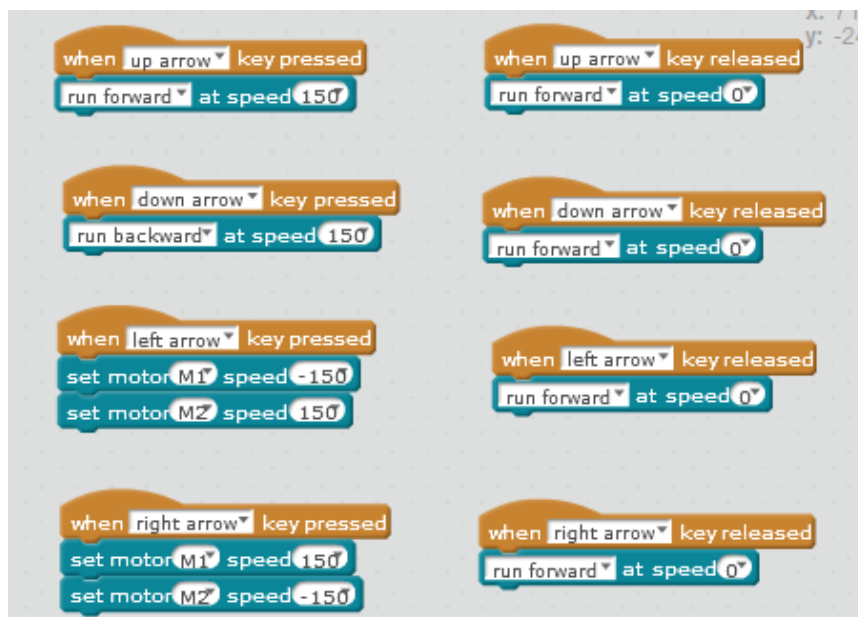 x:
y: -24
when up arrow key pressed
run forward at speed 150
when up arrow key released
run forward at speed 0
when down arrow key pressed
run backward at speed 150
when down arrow key released
run forward at speed 0
when left arrow key pressed
set motor M1 speed -150
set motor M2 speed 150
when left arrow key released
run forward at speed 0
when right arrow key pressed
set motor M1 speed 150
set motor M2 speed -150
when right arrow key released
run forward at speed 0